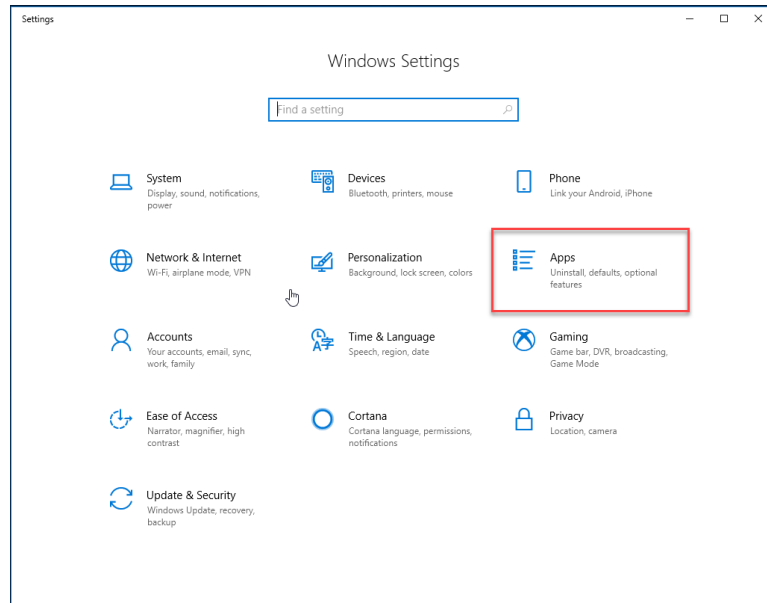 Settings
Windows Settings
Find a setting
System
Display, sound, notifications,
power
Devices
Bluetooth, printers, mouse
Phone
Link your Android, iPhone
Network & Internet
Wi-Fi, airplane mode, VPN
Personalization
Background, lock screen, colors
Apps
Uninstall, defaults, optional
features
Accounts
Your accounts, email, sync,
work, family
Time & Language
Speech, region, date
Gaming
Game bar, DVR, broadcasting,
Game Mode
Ease of Access
Narrator, magnifier, high
contrast
Cortana
Cortana language, permissions,
notifications
Privacy
Location, camera
Update & Security
Windows Update, recovery,
backup